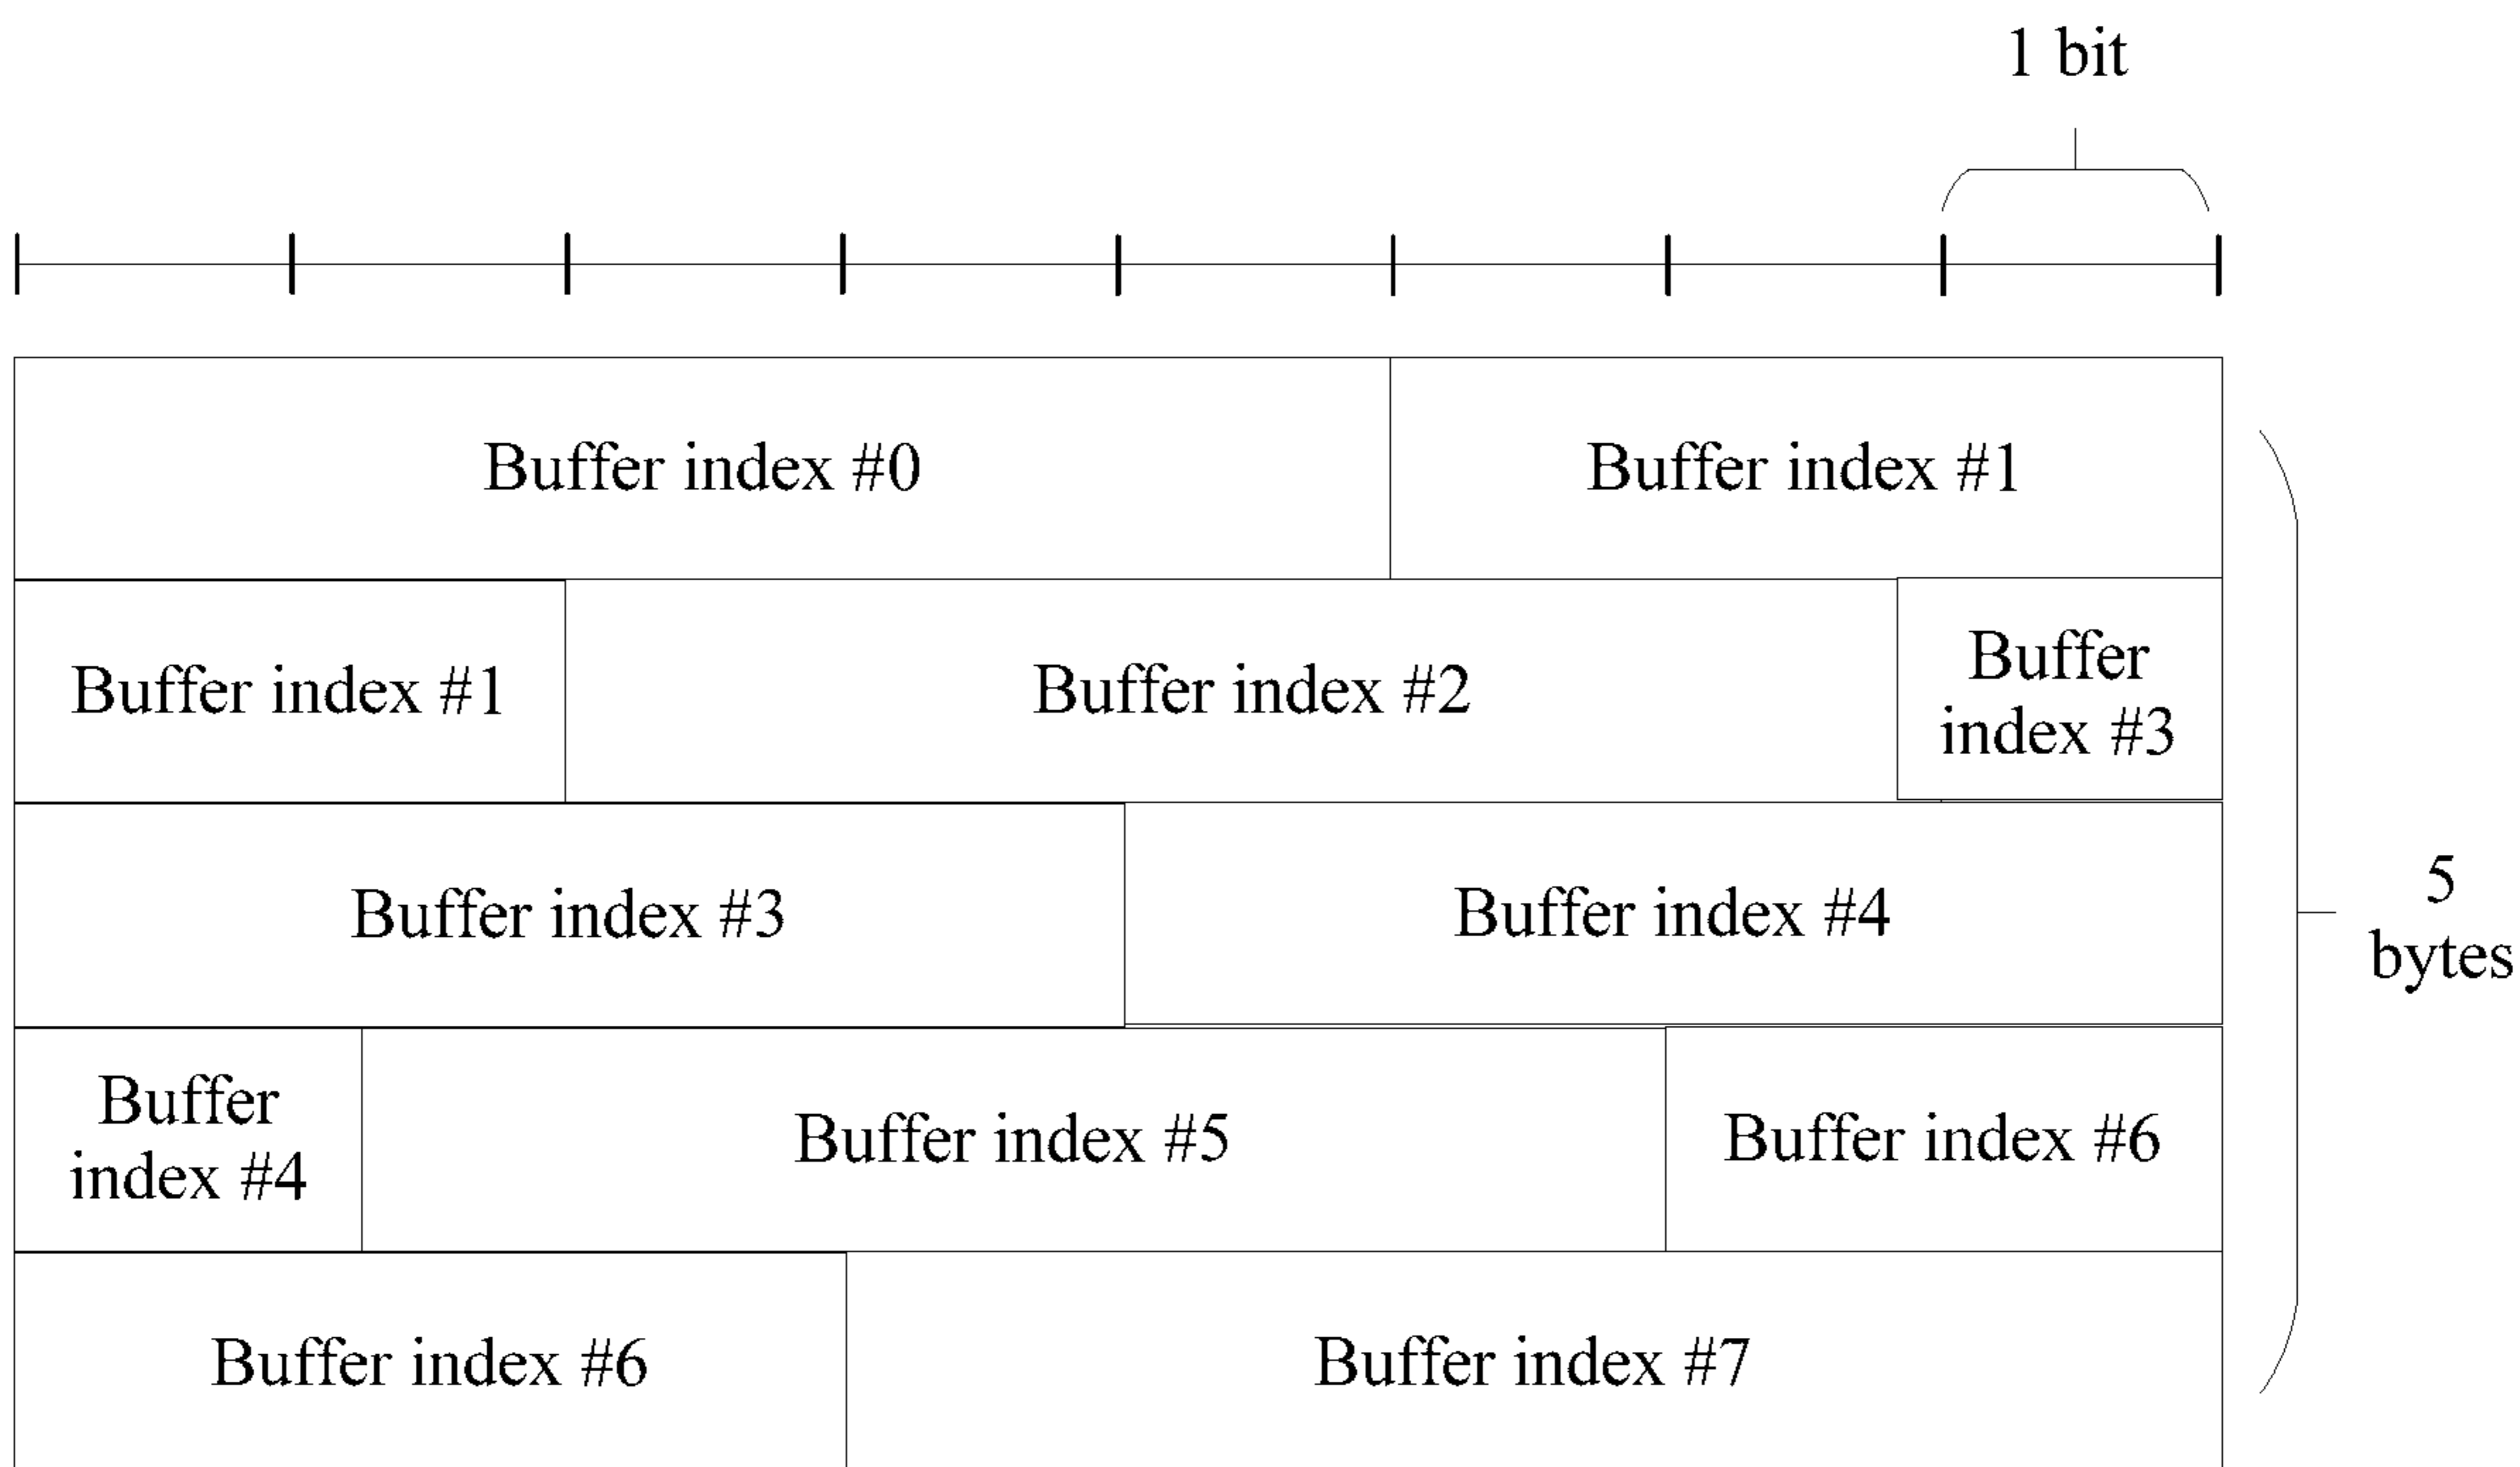 1 bit
Buffer index #0
Buffer index #1
Buffer index #1
Buffer index #2
Buffer
index #3
Buffer index #3
Buffer index #4
5
bytes
Buffer
index #4
Buffer index #5
Buffer index #6
Buffer index #6
Buffer index #7